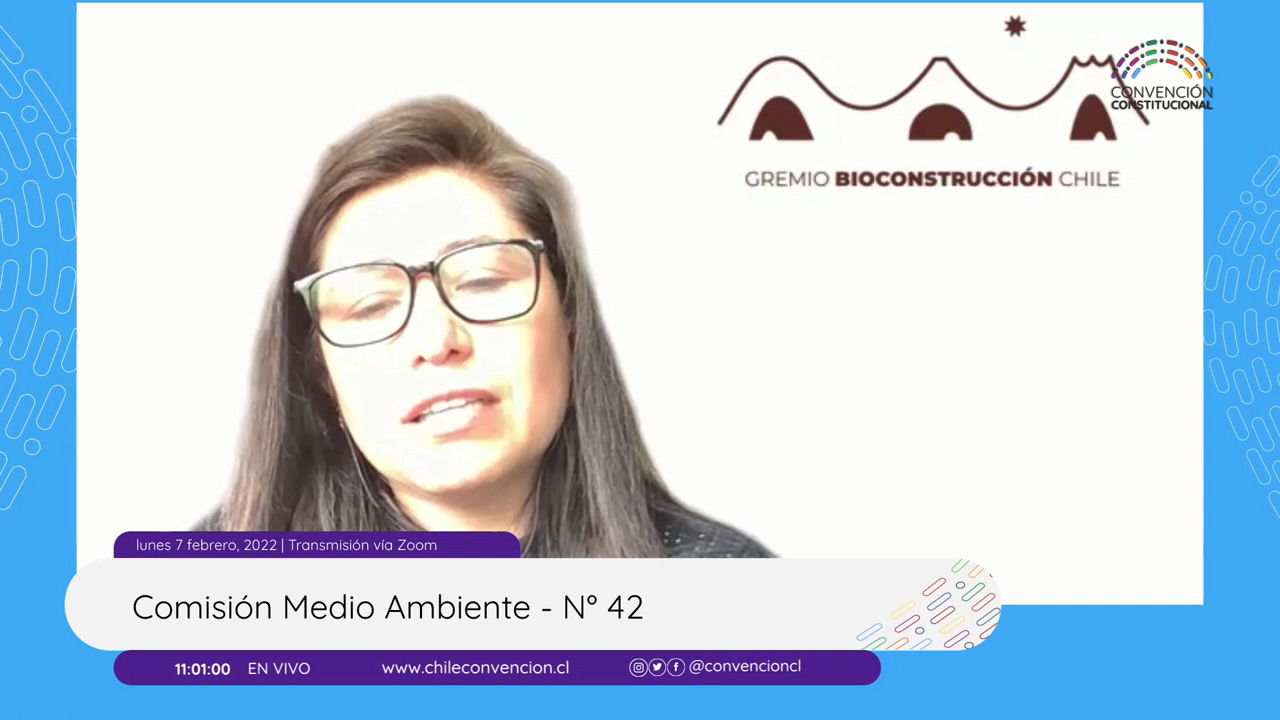 CONVENCIÓN
CONSTITUCIONAL
GREMIO BIOCONSTRUCCIÓN CHILE
lunes 7 febrero, 2022 | Transmisión vía Zoom
Comisión Medio Ambiente - N° 42
11:01:00 EN VIVO www.chileconvencion.cl @convencioncl